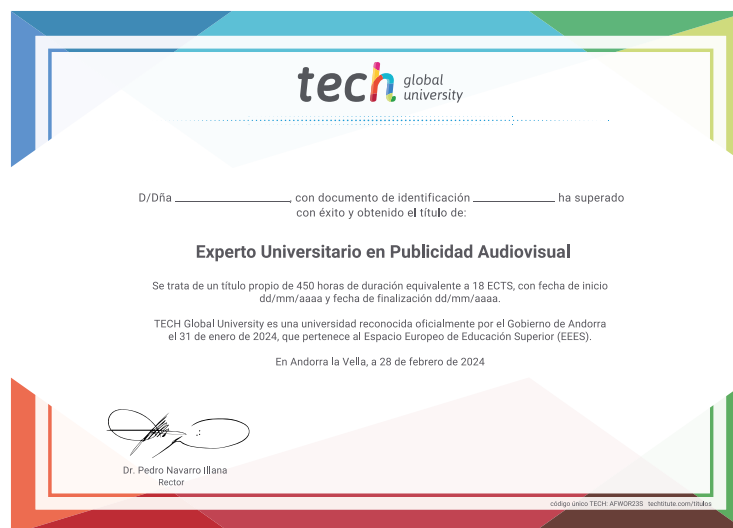 tech global university
D/Dña ______________, con documento de identificación __________ ha superado
con éxito y obtenido el título de:
Experto Universitario en Publicidad Audiovisual
Se trata de un título propio de 450 horas de duración equivalente a 18 ECTS, con fecha de inicio
dd/mm/aaaa y fecha de finalización dd/mm/aaaa.
TECH Global University es una universidad reconocida oficialmente por el Gobierno de Andorra
el 31 de enero de 2024, que pertenece al Espacio Europeo de Educación Superior (EEES).
En Andorra la Vella, a 28 de febrero de 2024
Dr. Pedro Navarro Illana
Rector
código único TECH: AFWOR23S techtitute.com/titulos